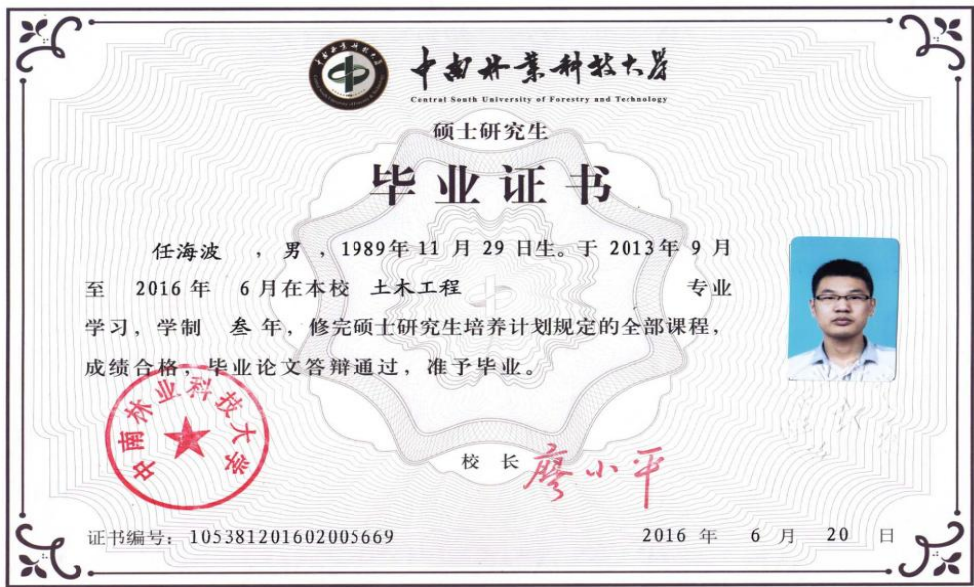 中南林业科技大学
Central South University of Forestry and Technology
硕士研究生
毕业证书
任海波 ，男，1989年 11 月 29 日生。于 2013年 9 月
至 2016 年 6 月在本校 土木工程 专业
学习，学制 叁 年，修完硕士研究生培养计划规定的全部课程，
成绩合格，毕业论文答辩通过，准予毕业。
中南林业科技大学
校 长 廖小平
证书编号：105381201602005669
2016 年 6 月 20 日